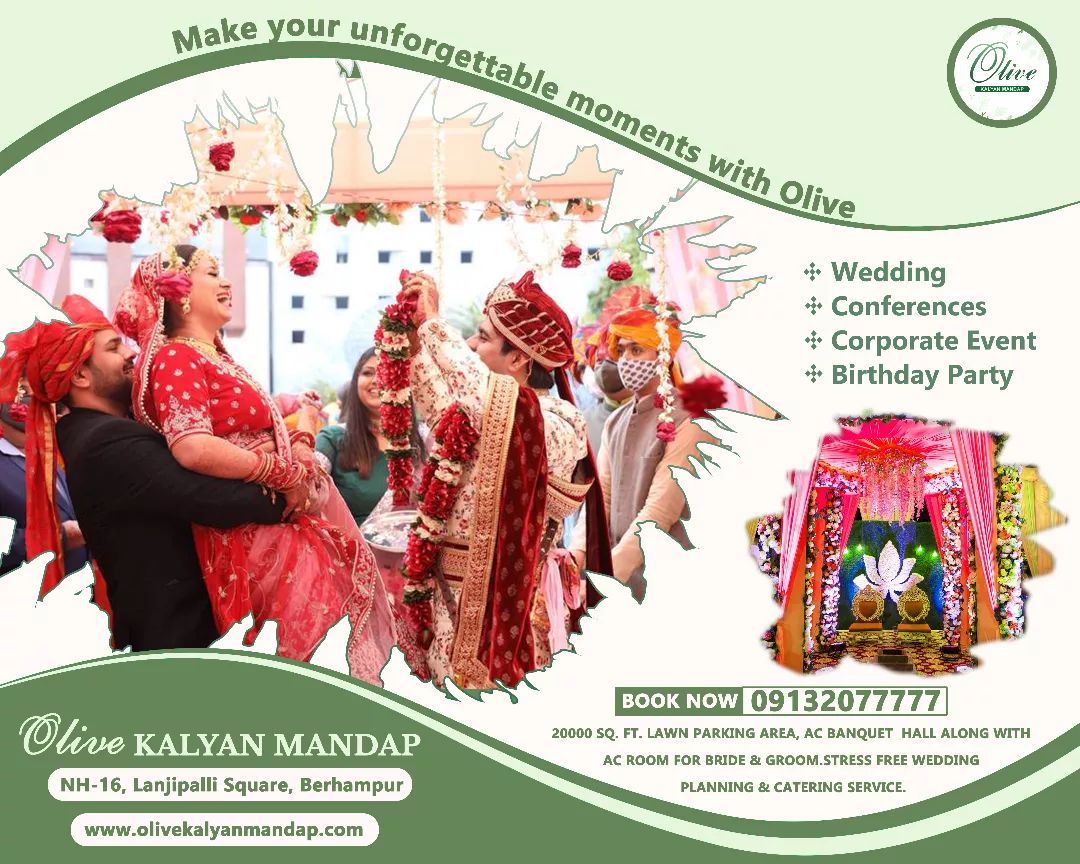 Make your unforgettable moments with Olive
Olive
KALYAN MANDAP
Wedding
Conferences
Corporate Event
Birthday Party
BOOK NOW 09132077777
20000 SQ. FT. LAWN PARKING AREA, AC BANQUET HALL ALONG WITH
AC ROOM FOR BRIDE & GROOM.STRESS FREE WEDDING
PLANNING & CATERING SERVICE.
Olive KALYAN MANDAP
NH-16, Lanjipalli Square, Berhampur
www.olivekalyanmandap.com